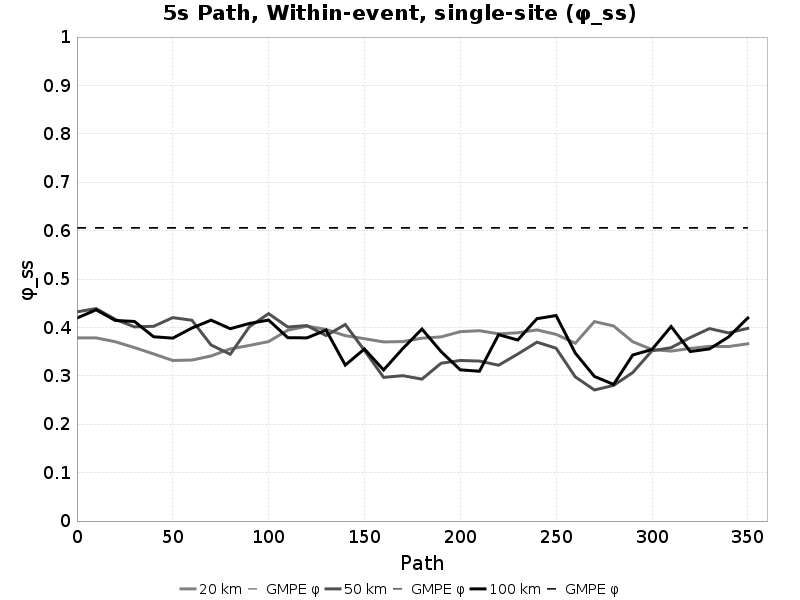 5s Path, Within-event, single-site (φ_ss)
1
0.9
0.8
0.7
0.6
0.5
0.4
0.3
0.2
0.1
0
φ_ss
0 50 100 150 200 250 300 350
Path
20 km GMPE φ 50 km GMPE φ 100 km GMPE φ